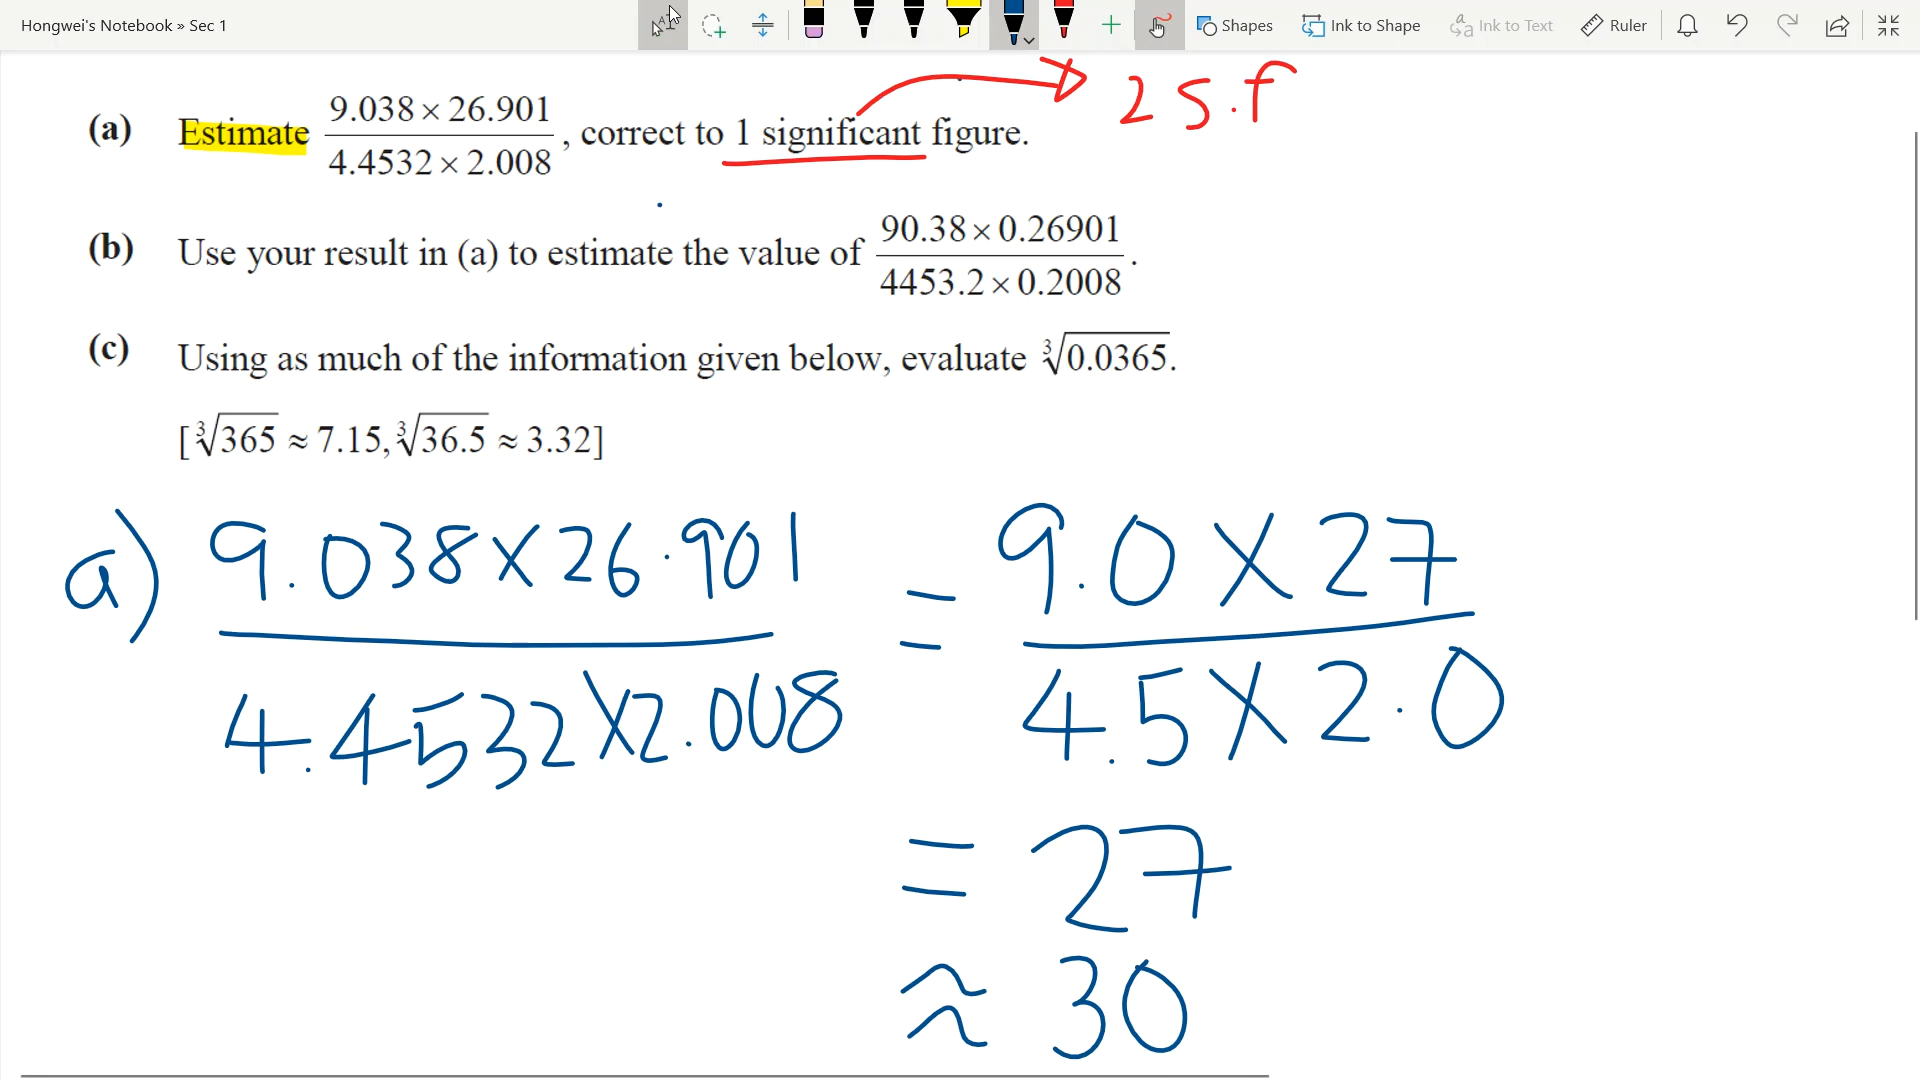 Hongwei's Notebook » Sec 1
Shapes Ink to Shape Ink to Text Ruler
2 s.f
(a) Estimate \frac{9.038 × 26.901}{4.4532 × 2.008}, correct to 1 significant figure.
(b) Use your result in (a) to estimate the value of \frac{90.38 × 0.26901}{4453.2 × 0.2008}.
(c) Using as much of the information given below, evaluate ∛0.0365.
[∛365 ≈ 7.15, ∛36.5 ≈ 3.32]
a) \frac{9.038 × 26.901}{4.4532 × 2.008} = \frac{9.0 × 27}{4.5 × 2.0}
= 27
≈ 30